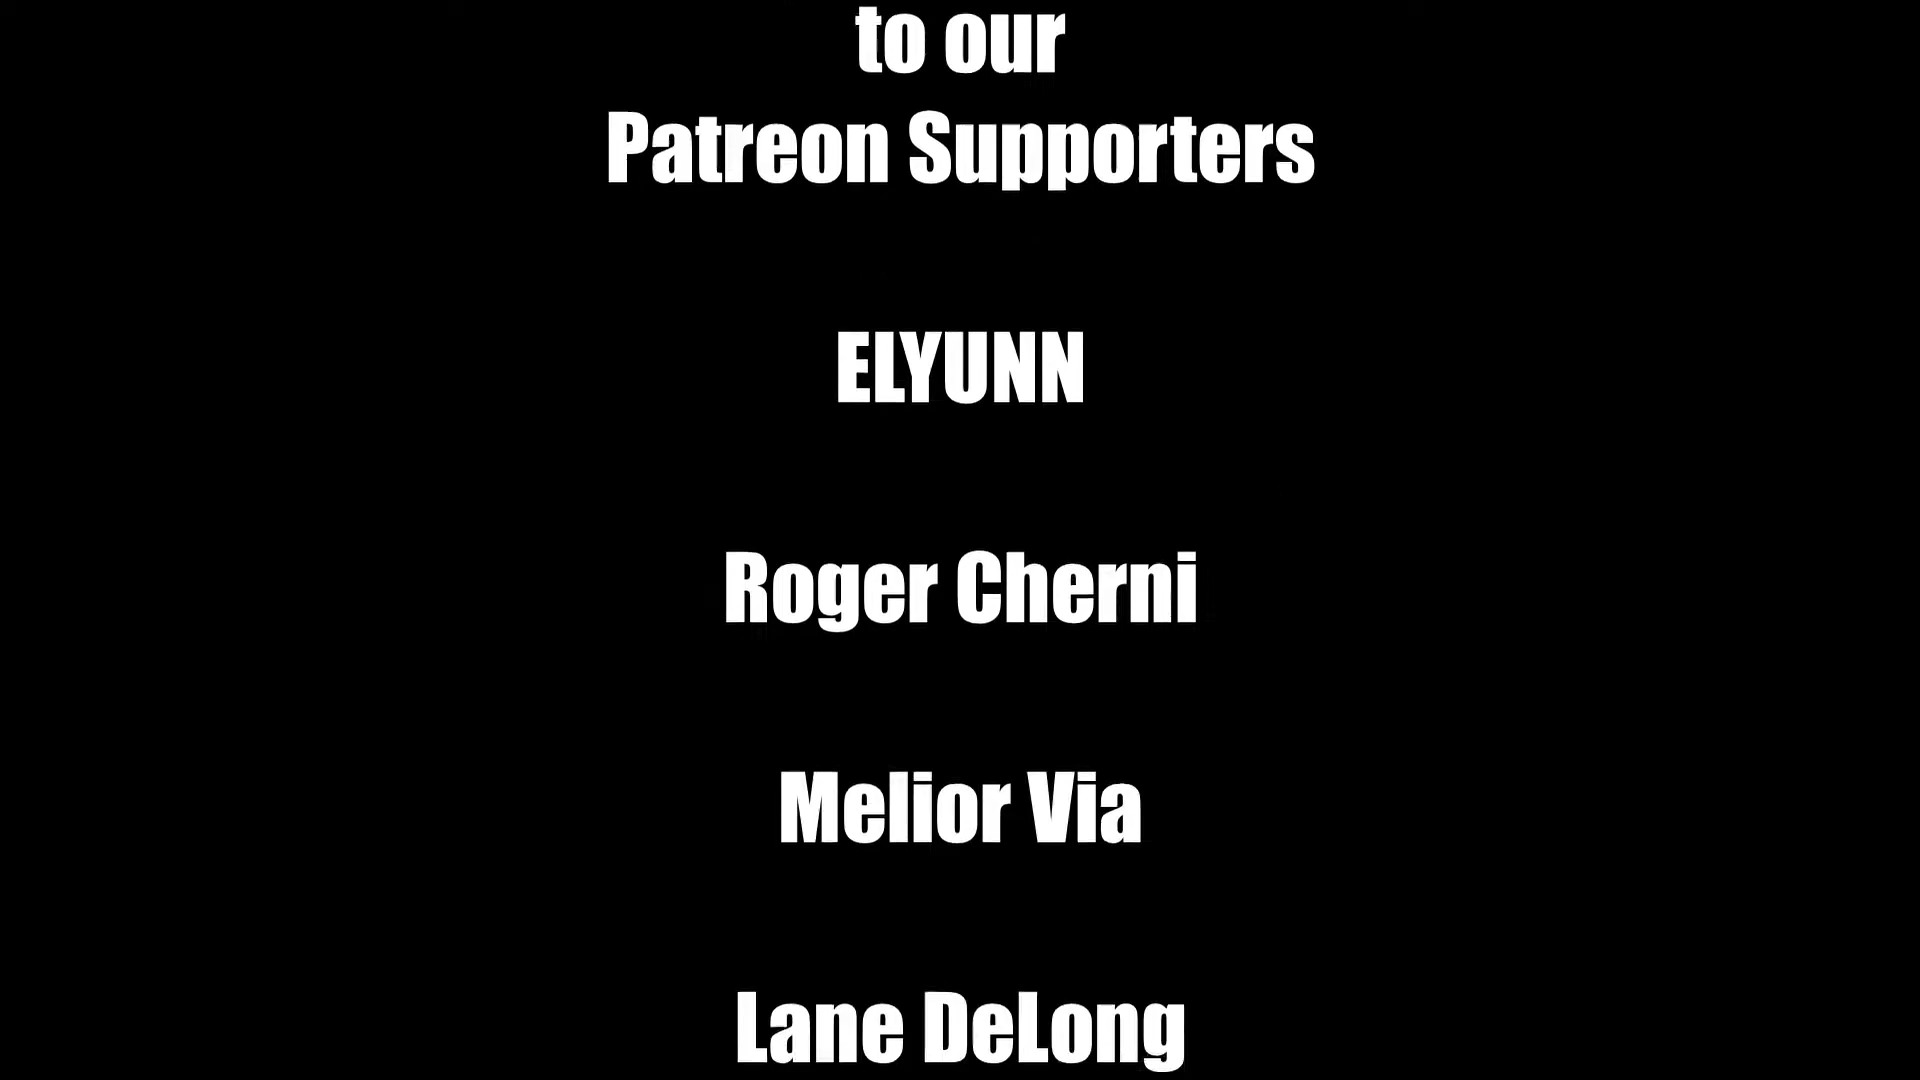 to our
Patreon Supporters
ELYUNN
Roger Cherni
Melior Via
Lane DeLong